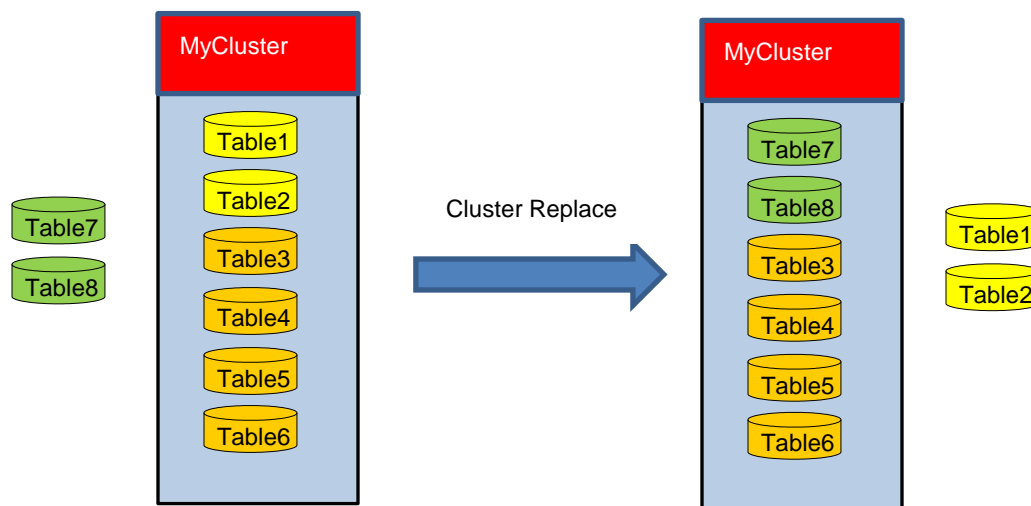 MyCluster
Table1
Table2
Table3
Table4
Table5
Table6
Table7
Table8
Cluster Replace
MyCluster
Table7
Table8
Table3
Table4
Table5
Table6
Table1
Table2